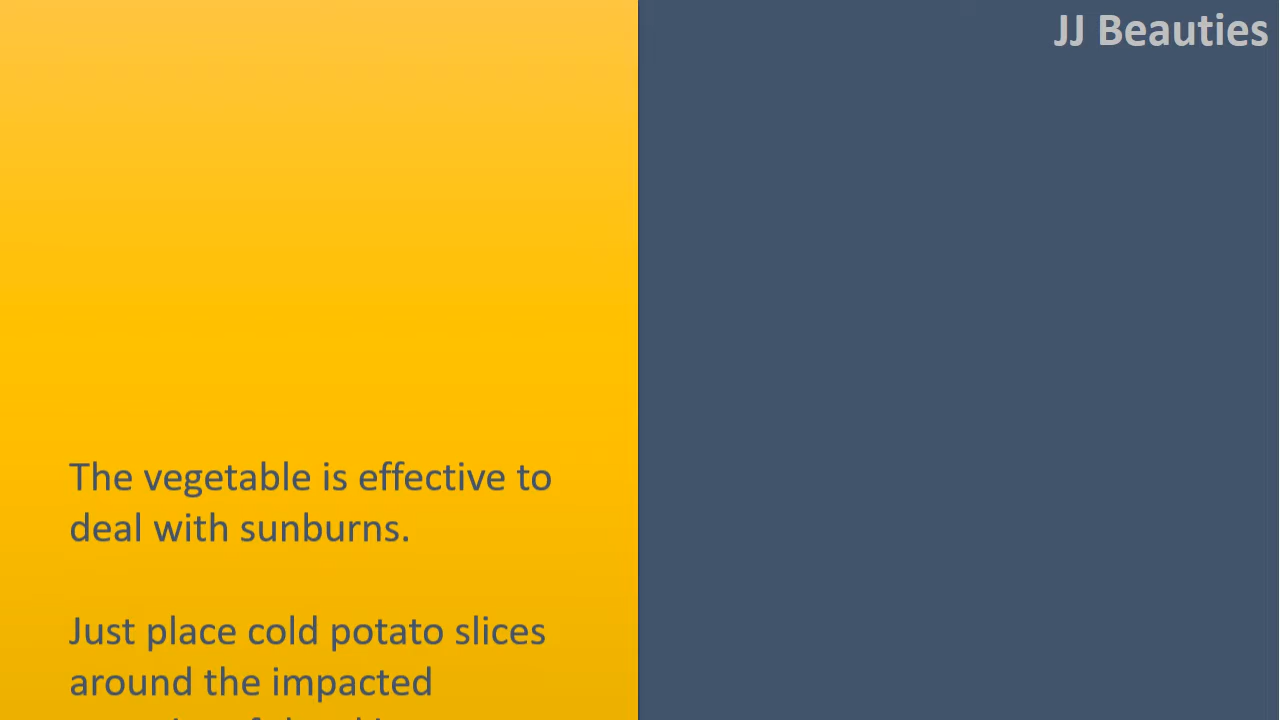 JJ Beauties
The vegetable is effective to
deal with sunburns.
Just place cold potato slices
around the impacted